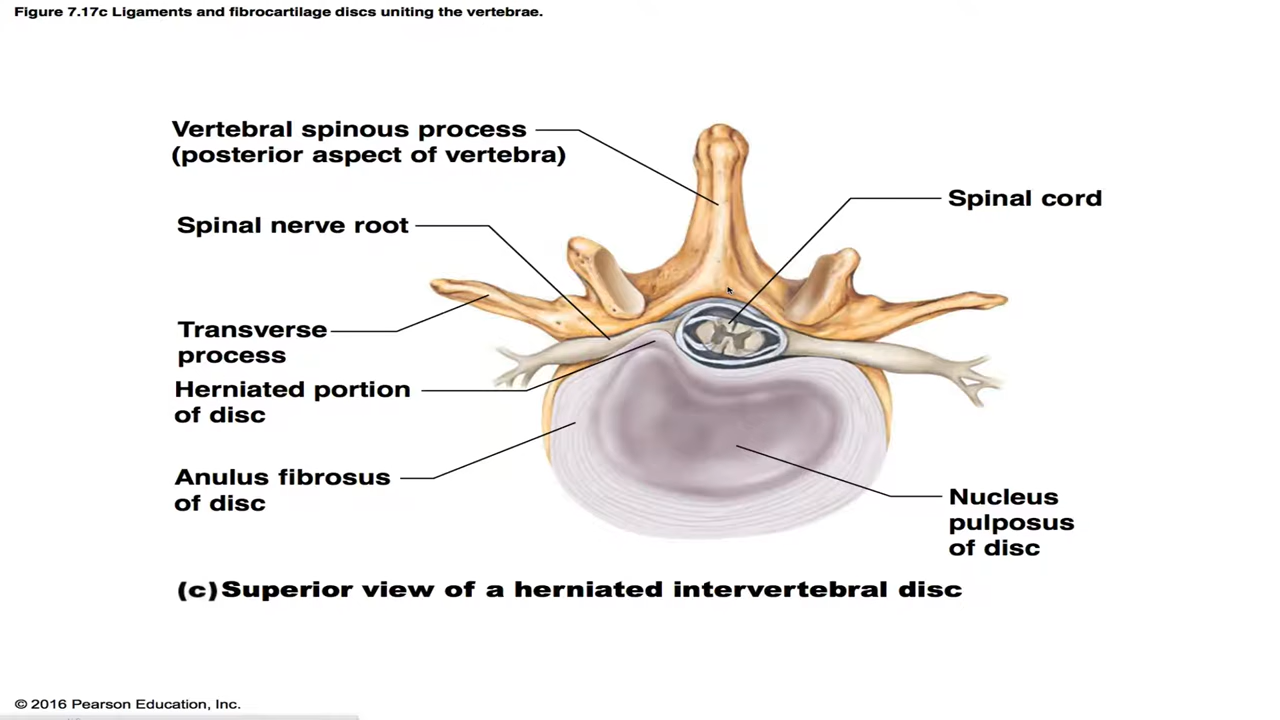 Figure 7.17c Ligaments and fibrocartilage discs uniting the vertebrae.
Vertebral spinous process
(posterior aspect of vertebra)
Spinal cord
Spinal nerve root
Transverse
process
Herniated portion
of disc
Anulus fibrosus
of disc
Nucleus
pulposus
of disc
(c) Superior view of a herniated intervertebral disc
© 2016 Pearson Education, Inc.